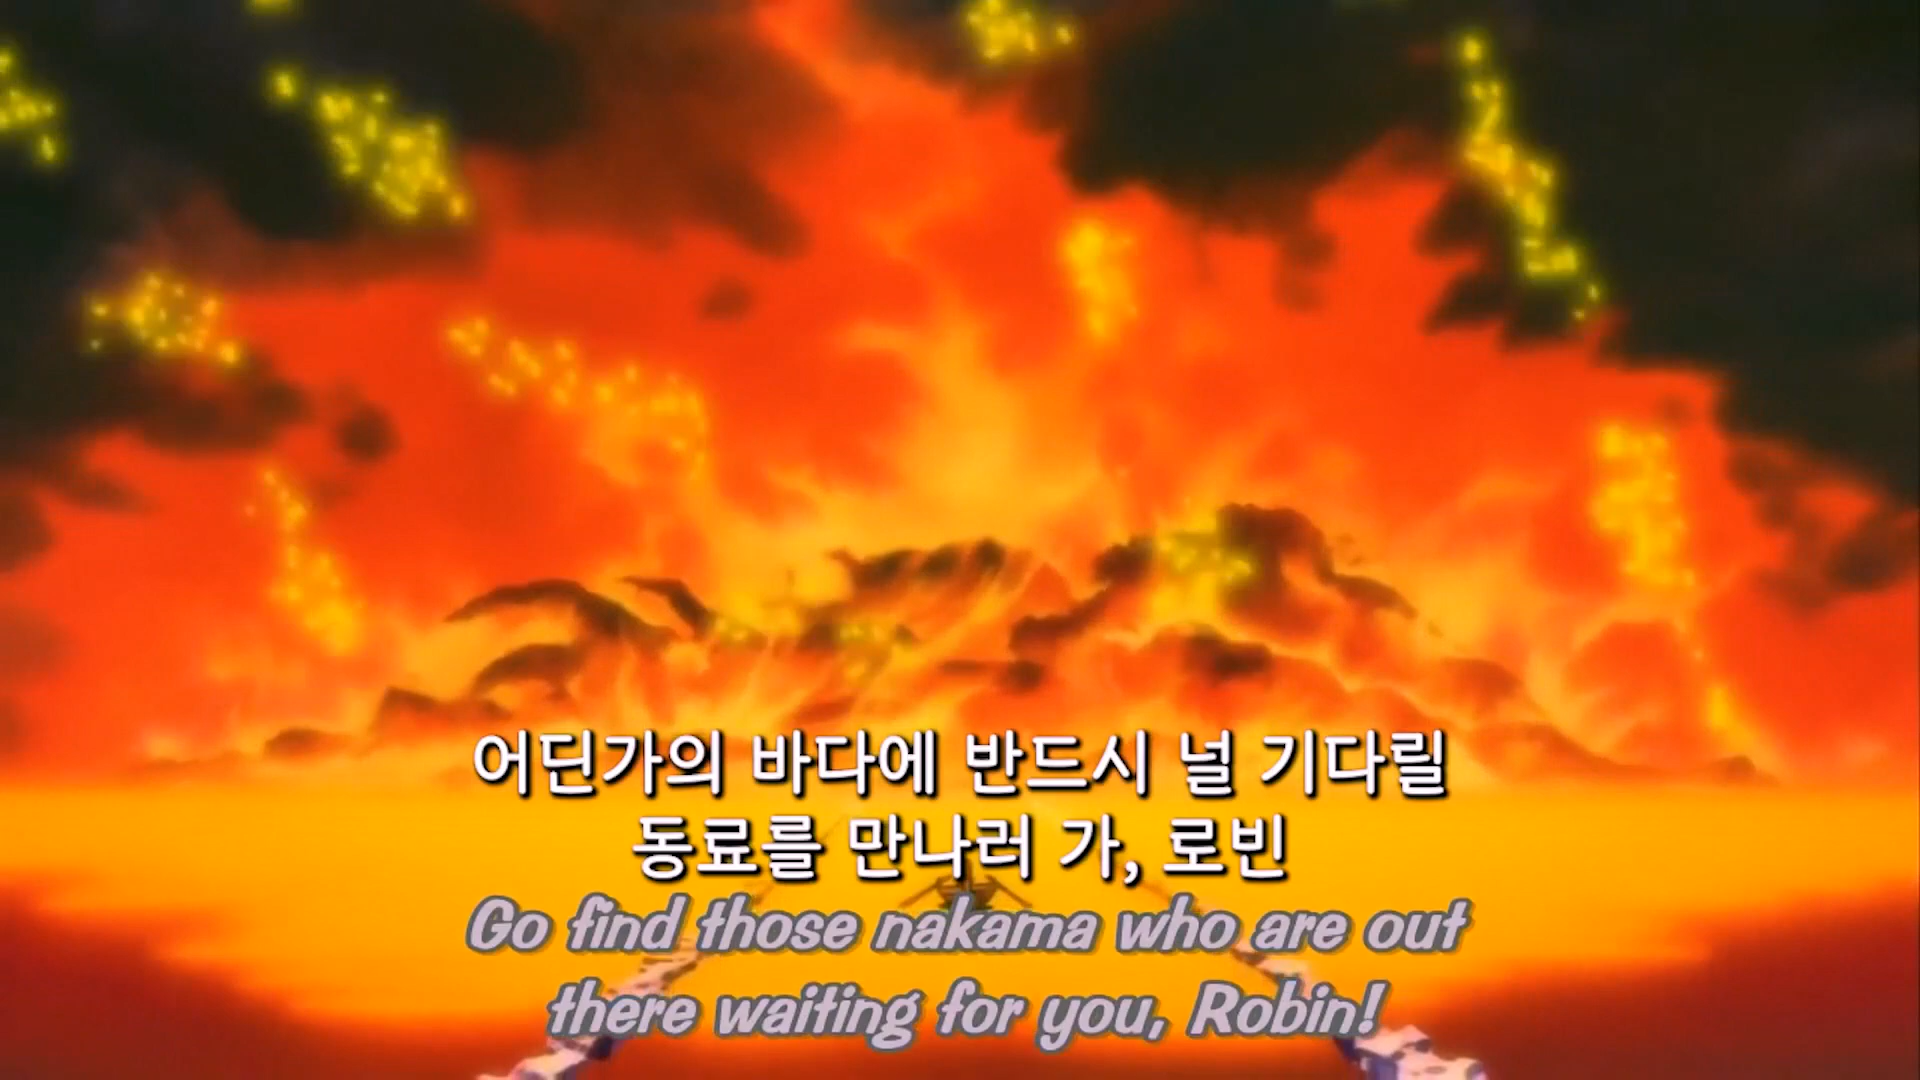 어딘가의 바다에 반드시 널 기다릴
동료를 만나러 가, 로빈
Go find those nakama who are out
there waiting for you, Robin!